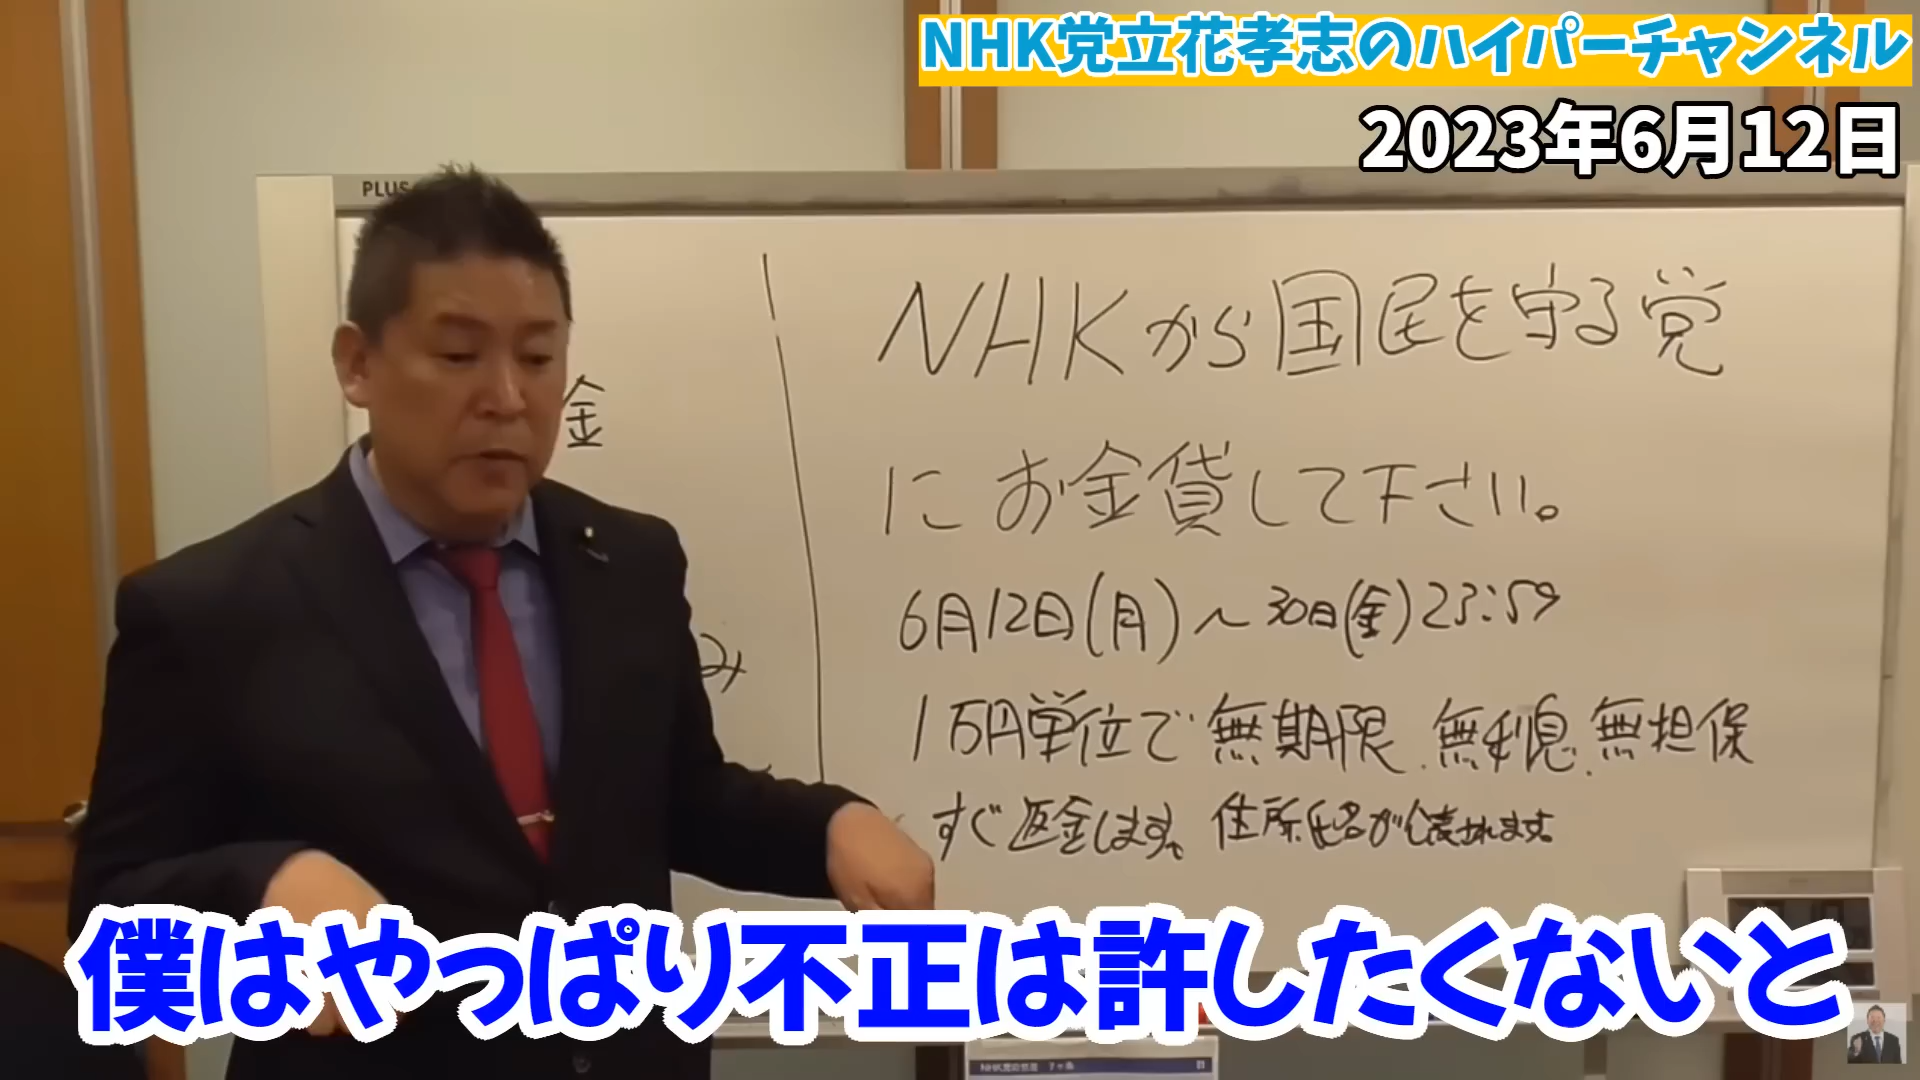 NHK党立花孝志のハイパーチャンネル
2023年6月12日
PLUS
金
み
NHKから国民を守る党
にお金貸して下さい。
6月12日(月)～30日(金)23:59
1万円単位で無期限.無利息.無担保
すぐ返金します。住所氏名が公表されます。
僕はやっぱり不正は許したくないと